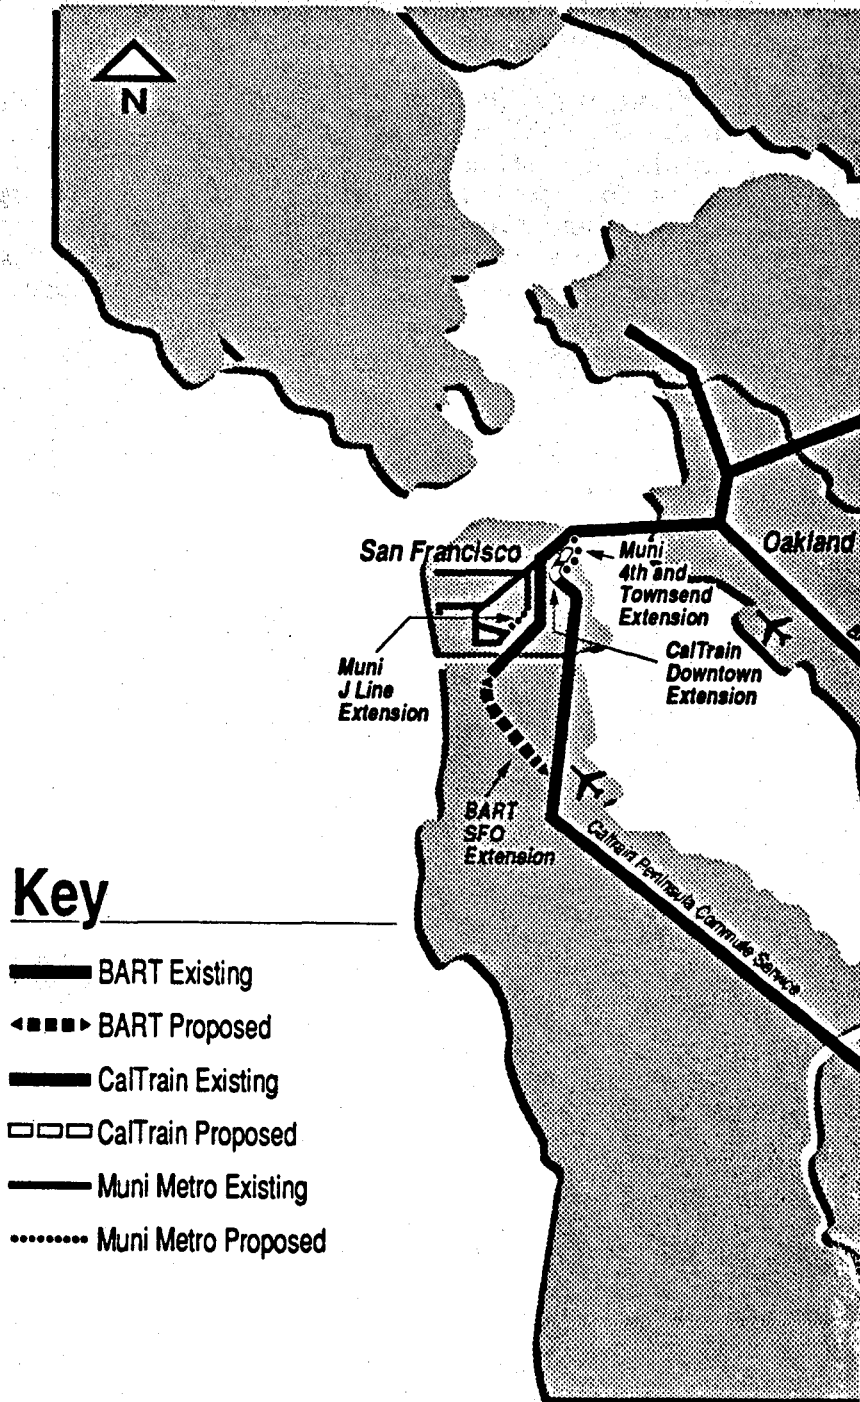 N
San Francisco
Muni
4th and
Townsend
Extension
Oakland
Muni
J Line
Extension
CalTrain
Downtown
Extension
BART
SFO
Extension
Caltrain Peninsula Commute Service
Key
BART Existing
BART Proposed
CalTrain Existing
CalTrain Proposed
Muni Metro Existing
Muni Metro Proposed